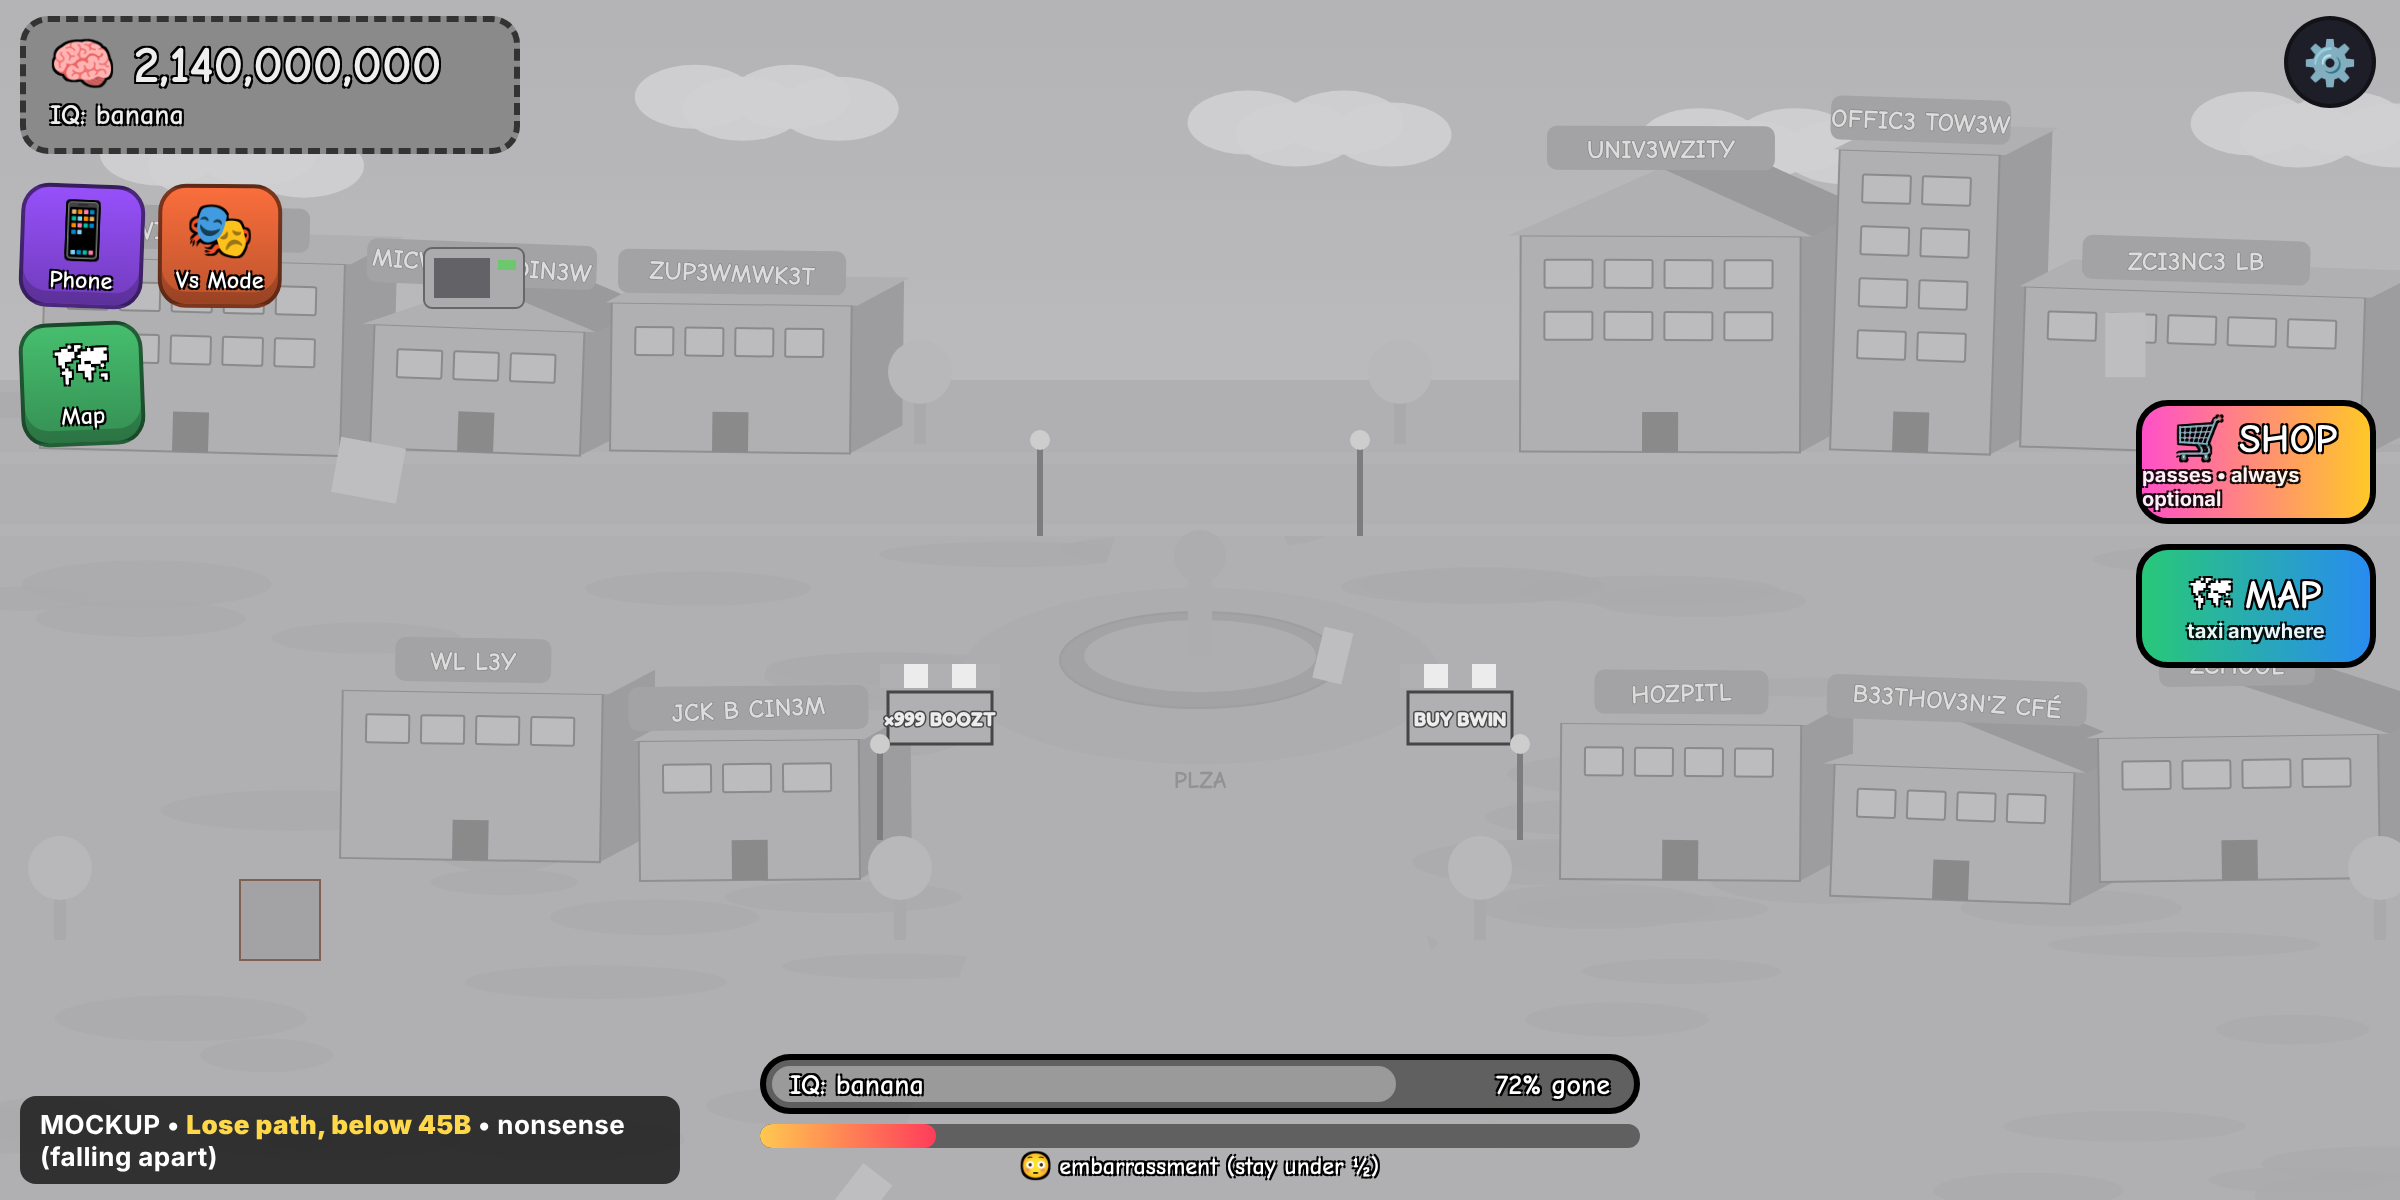 2,140,000,000
IQ: banana
OFFIC3 TOW3W
UNIV3WZITY
Phone
Vs Mode
ZUP3WMWK3T
ZCI3NC3 LB
Map
SHOP
passes • always
optional
MAP
taxi anywhere
WL L3Y
JCK B CIN3M
x999 BOOZT
BUY BWIN
HOZPITL
B33THOV3N'Z CFÉ
PLZA
IQ: banana
72% gone
MOCKUP • Lose path, below 45B • nonsense
(falling apart)
embarrassment (stay under ½)